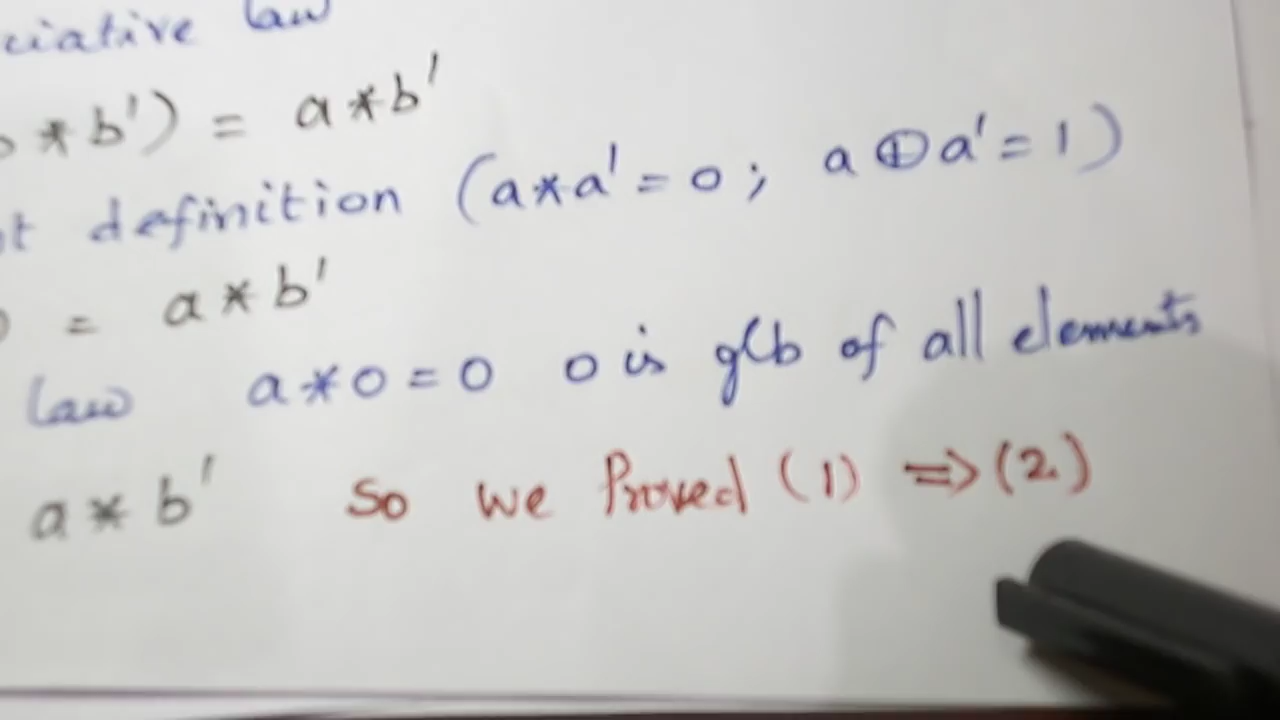 ciative law
* b') = a * b'
t definition (a * a' = 0 ; a ⊕ a' = 1)
= a * b'
law a * 0 = 0 0 is glb of all elements
a * b' So we Proved (1) => (2)